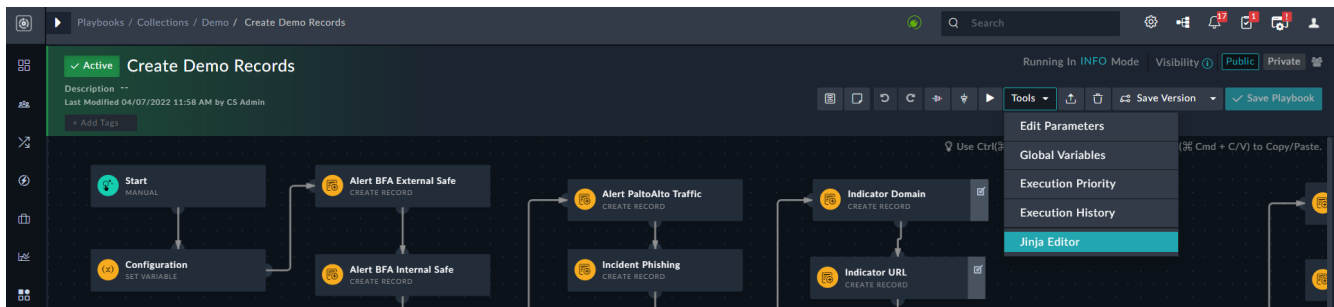 Playbooks / Collections / Demo / Create Demo Records
Search
17
1
!
Active Create Demo Records
Running In INFO Mode Visibility Public Private
Description --
Last Modified 04/07/2022 11:58 AM by CS Admin
+ Add Tags
Tools
Save Version
Save Playbook
Edit Parameters
Global Variables
Execution Priority
Execution History
Jinja Editor
Use Ctrl(⌘
(⌘ Cmd + C/V) to Copy/Paste.
Start
MANUAL
Alert BFA External Safe
CREATE RECORD
Alert PaltoAlto Traffic
CREATE RECORD
Indicator Domain
CREATE RECORD
Configuration
SET VARIABLE
(x)
Alert BFA Internal Safe
CREATE RECORD
Incident Phishing
CREATE RECORD
Indicator URL
CREATE RECORD